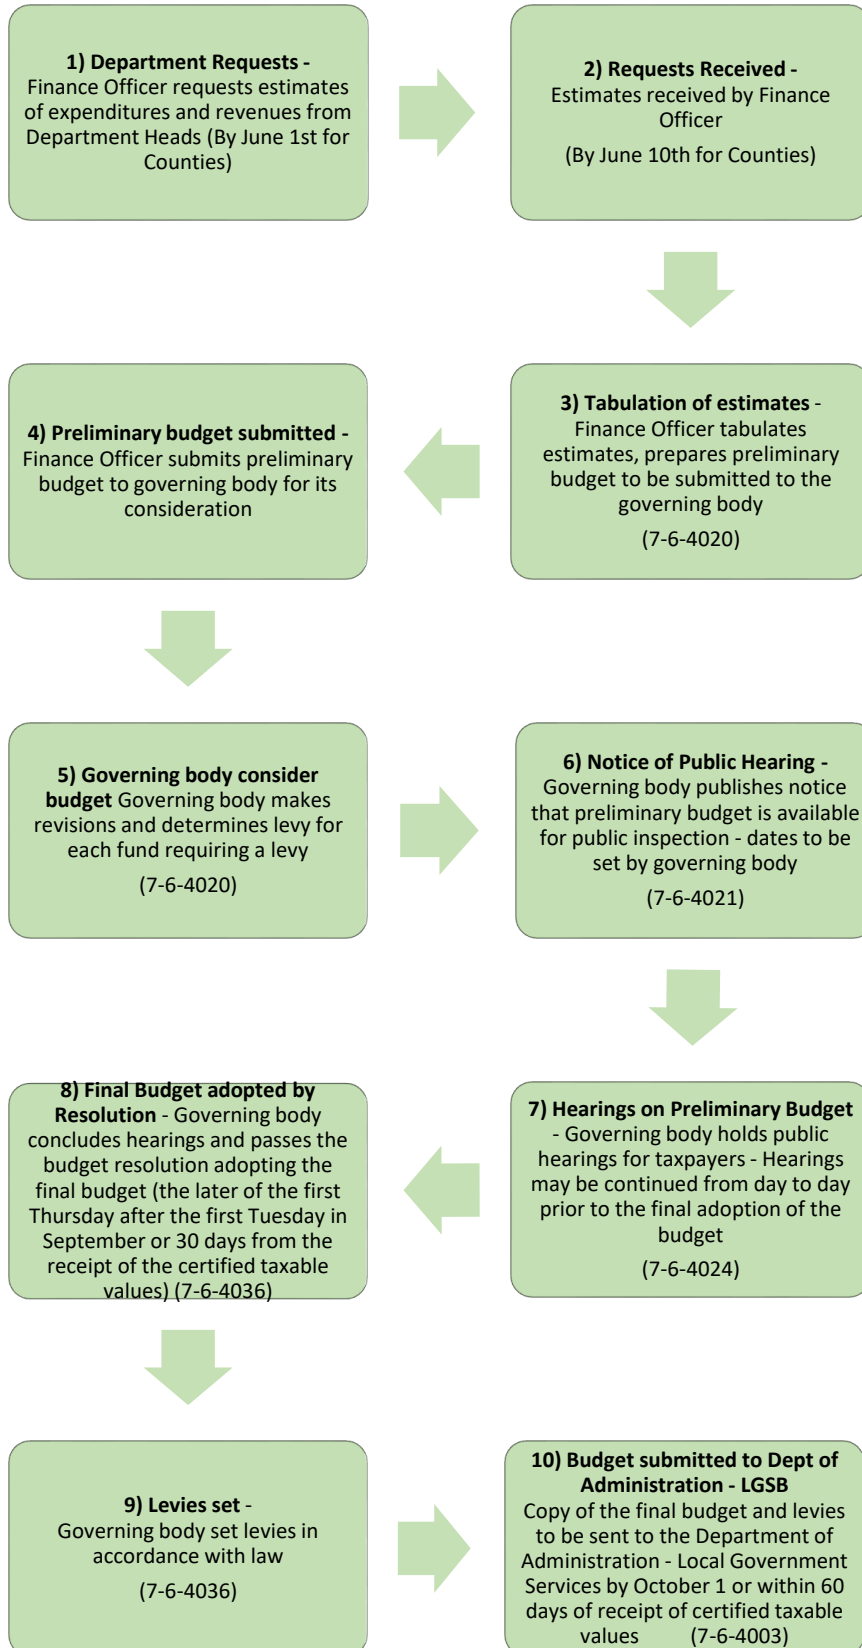 1) Department Requests -
Finance Officer requests estimates
of expenditures and revenues from
Department Heads (By June 1st for
Counties)
2) Requests Received -
Estimates received by Finance
Officer
(By June 10th for Counties)
3) Tabulation of estimates -
Finance Officer tabulates
estimates, prepares preliminary
budget to be submitted to the
governing body
(7-6-4020)
4) Preliminary budget submitted -
Finance Officer submits preliminary
budget to governing body for its
consideration
5) Governing body consider
budget Governing body makes
revisions and determines levy for
each fund requiring a levy
(7-6-4020)
6) Notice of Public Hearing -
Governing body publishes notice
that preliminary budget is available
for public inspection - dates to be
set by governing body
(7-6-4021)
7) Hearings on Preliminary Budget
- Governing body holds public
hearings for taxpayers - Hearings
may be continued from day to day
prior to the final adoption of the
budget
(7-6-4024)
8) Final Budget adopted by
Resolution - Governing body
concludes hearings and passes the
budget resolution adopting the
final budget (the later of the first
Thursday after the first Tuesday in
September or 30 days from the
receipt of the certified taxable
values) (7-6-4036)
9) Levies set -
Governing body set levies in
accordance with law
(7-6-4036)
10) Budget submitted to Dept of
Administration - LGSB
Copy of the final budget and levies
to be sent to the Department of
Administration - Local Government
Services by October 1 or within 60
days of receipt of certified taxable
values (7-6-4003)